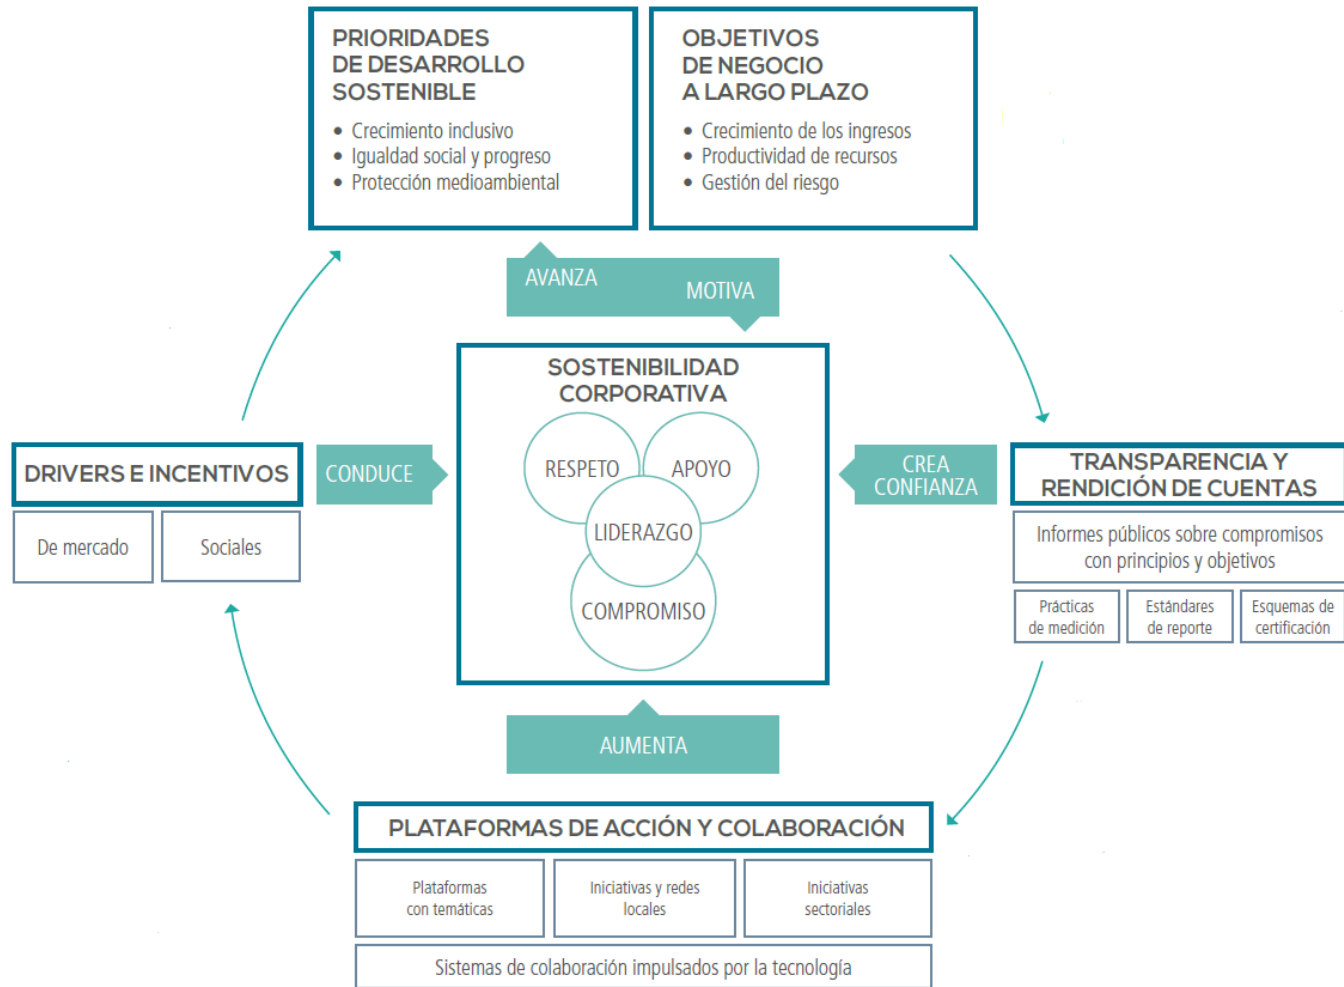 PRIORIDADES
DE DESARROLLO
SOSTENIBLE
• Crecimiento inclusivo
• Igualdad social y progreso
• Protección medioambiental
OBJETIVOS
DE NEGOCIO
A LARGO PLAZO
• Crecimiento de los ingresos
• Productividad de recursos
• Gestión del riesgo
AVANZA
MOTIVA
SOSTENIBILIDAD
CORPORATIVA
RESPETO
APOYO
LIDERAZGO
COMPROMISO
DRIVERS E INCENTIVOS
De mercado
Sociales
CONDUCE
CREA
CONFIANZA
TRANSPARENCIA Y
RENDICIÓN DE CUENTAS
Informes públicos sobre compromisos
con principios y objetivos
Prácticas
de medición
Estándares
de reporte
Esquemas de
certificación
AUMENTA
PLATAFORMAS DE ACCIÓN Y COLABORACIÓN
Plataformas
con temáticas
Iniciativas y redes
locales
Iniciativas
sectoriales
Sistemas de colaboración impulsados por la tecnología